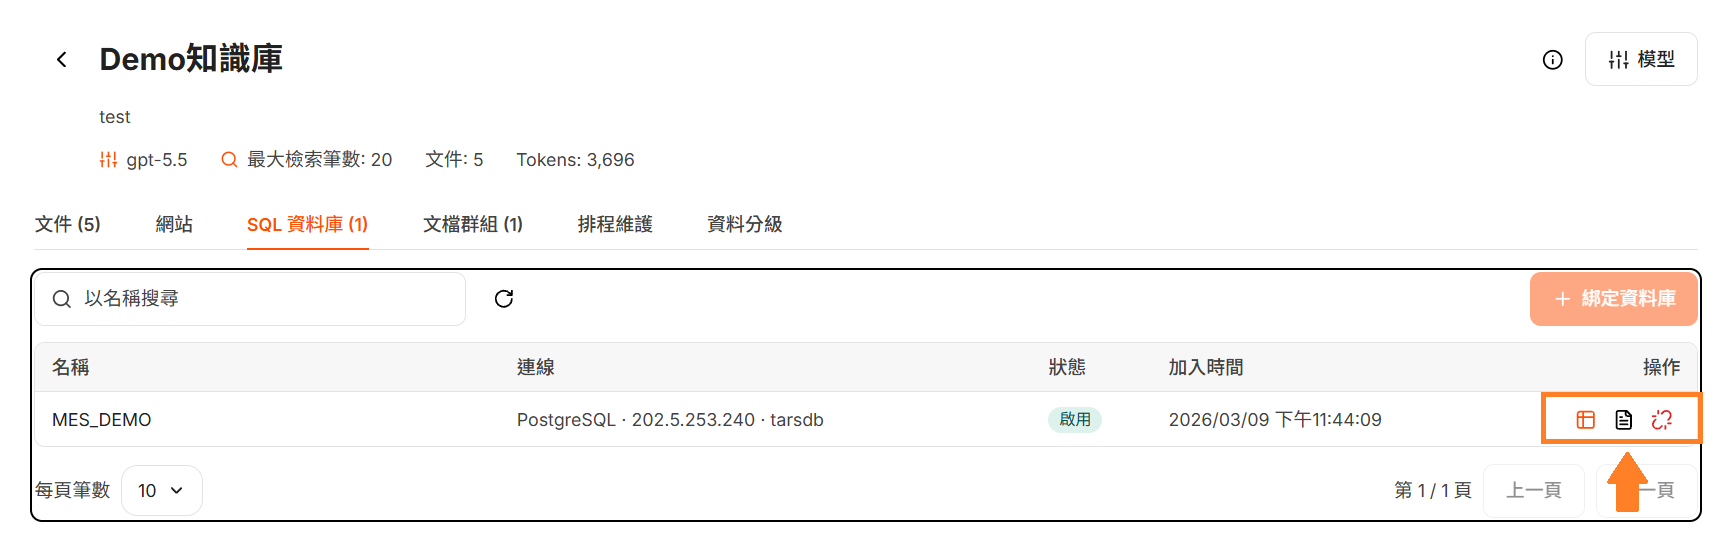 Demo知識庫
模型
test
gpt-5.5 最大檢索筆數: 20 文件: 5 Tokens: 3,696
文件 (5) 網站 SQL 資料庫 (1) 文檔群組 (1) 排程維護 資料分級
以名稱搜尋 + 綁定資料庫
名稱 連線 狀態 加入時間 操作
MES_DEMO PostgreSQL · 202.5.253.240 · tarsdb 啟用 2026/03/09 下午11:44:09
每頁筆數 10 第 1 / 1 頁 上一頁 一頁